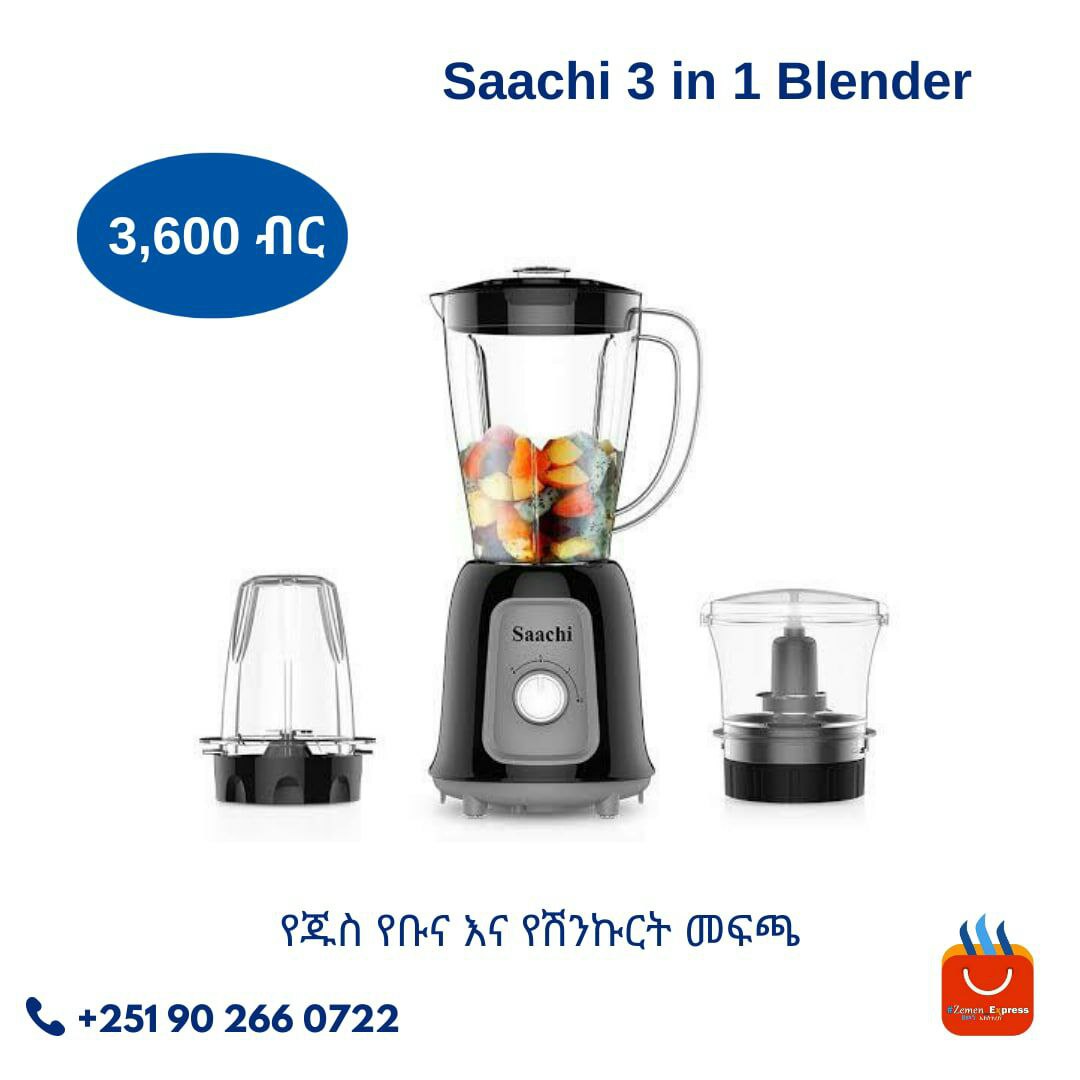 Saachi 3 in 1 Blender
3,600 ብር
Saachi
የጁስ የቡና እና የሽንኩርት መፍጫ
+251 90 266 0722
#Zemen Express